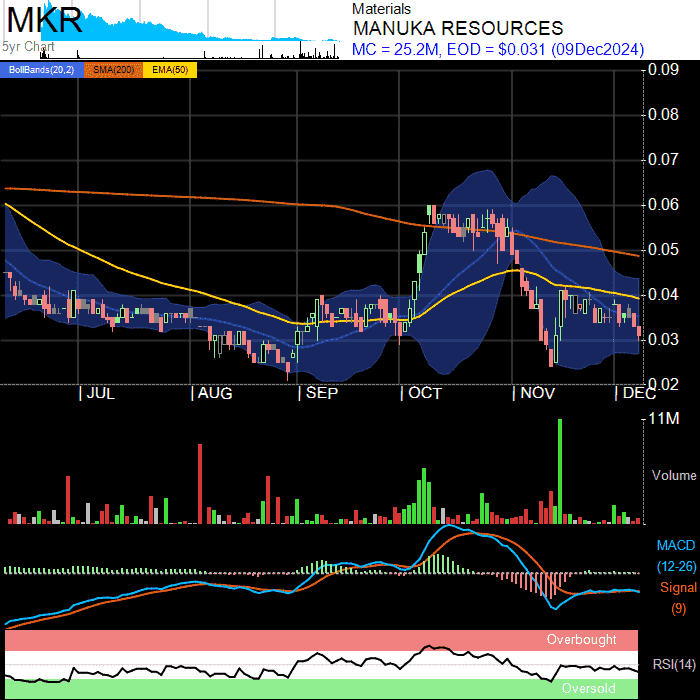 MKR
5yr Chart
Materials
MANUKA RESOURCES
MC = 25.2M, EOD = $0.031 (09Dec2024)
BollBands(20,2) SMA(200) EMA(50)
0.09
0.08
0.07
0.06
0.05
0.04
0.03
0.02
JUL AUG SEP OCT NOV DEC
11M
Volume
MACD
(12-26)
Signal
(9)
Overbought
RSI(14)
Oversold